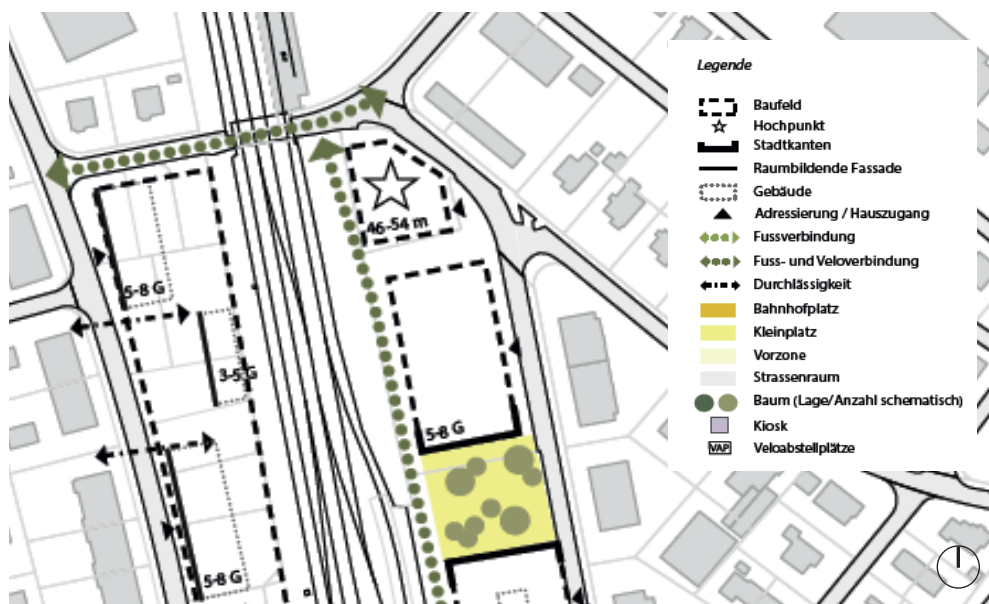 Legende
Baufeld
Hochpunkt
Stadtkanten
Raumbildende Fassade
Gebäude
Adressierung / Hauszugang
Fussverbindung
Fuss- und Veloverbindung
Durchlässigkeit
Bahnhofplatz
Kleinplatz
Vorzone
Strassenraum
Baum (Lage/Anzahl schematisch)
Kiosk
VAP Veloabstellplätze
46-54 m
5-8 G
3-5 G
5-8 G
5-8 G